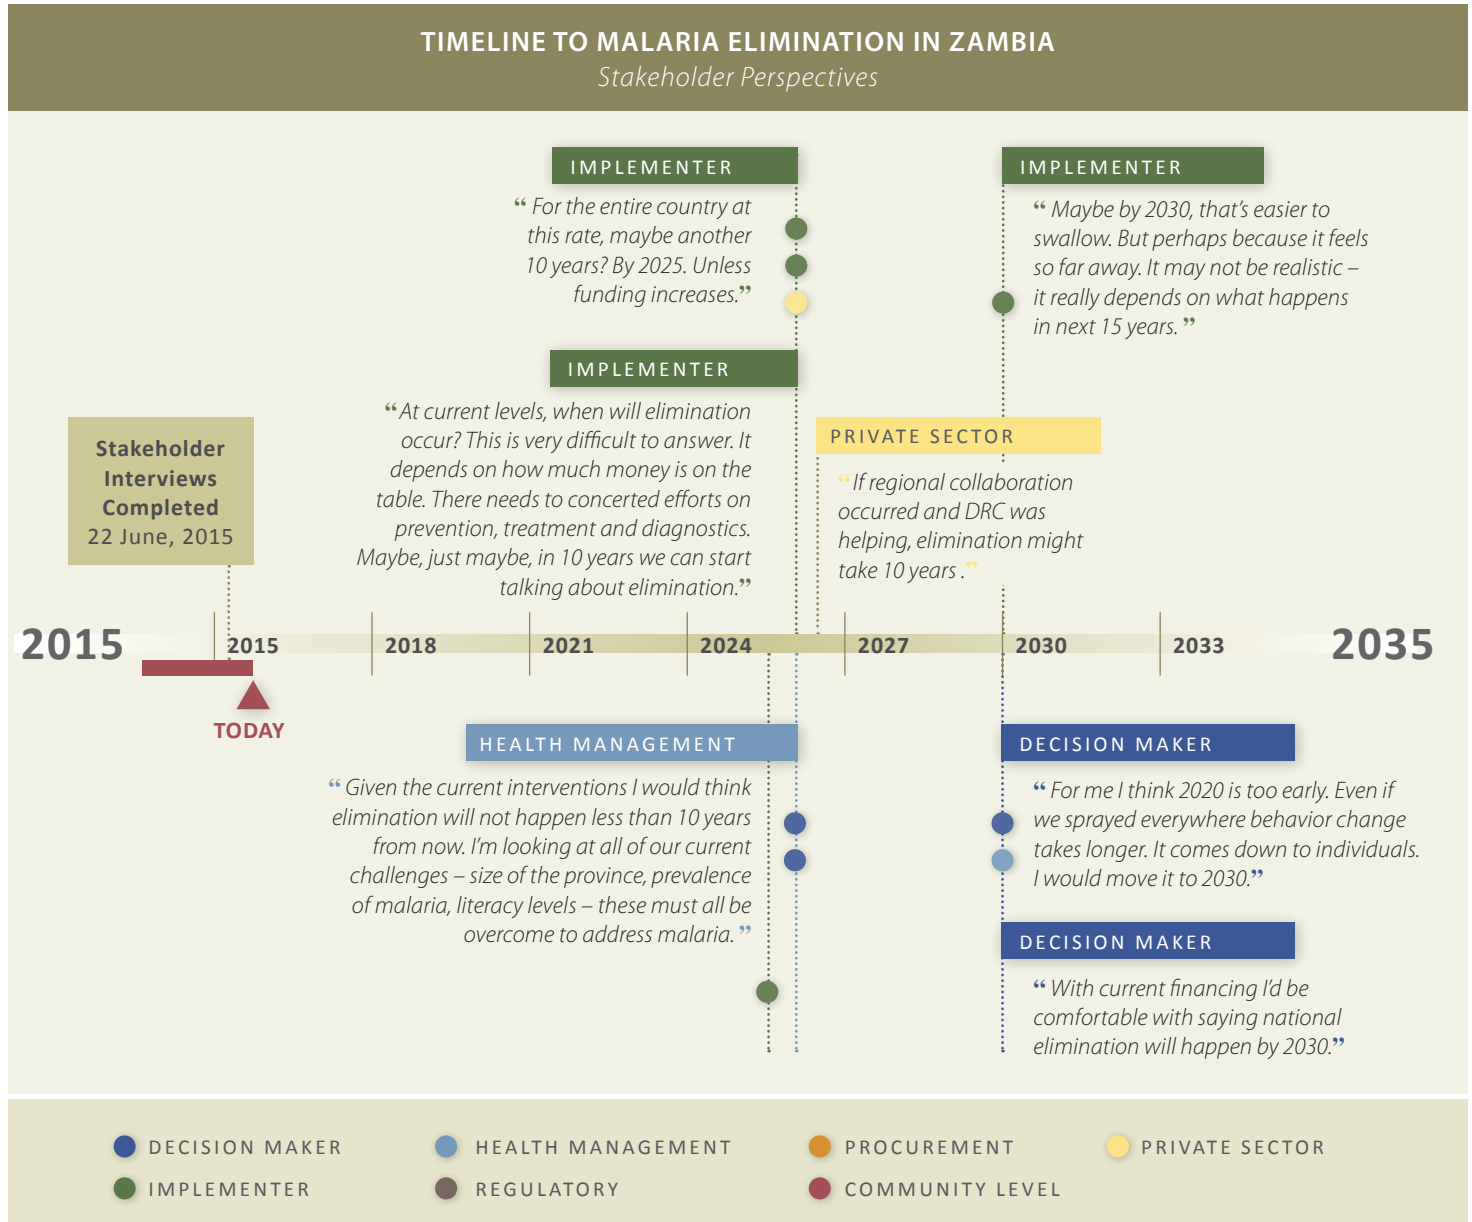 TIMELINE TO MALARIA ELIMINATION IN ZAMBIA
Stakeholder Perspectives
IMPLEMENTER
“ For the entire country at
this rate, maybe another
10 years? By 2025. Unless
funding increases.”
IMPLEMENTER
“ Maybe by 2030, that’s easier to
swallow. But perhaps because it feels
so far away. It may not be realistic –
it really depends on what happens
in next 15 years. ”
IMPLEMENTER
“At current levels, when will elimination
occur? This is very difficult to answer. It
depends on how much money is on the
table. There needs to concerted efforts on
prevention, treatment and diagnostics.
Maybe, just maybe, in 10 years we can start
talking about elimination.”
Stakeholder
Interviews
Completed
22 June, 2015
PRIVATE SECTOR
“If regional collaboration
occurred and DRC was
helping, elimination might
take 10 years .”
2015
2015
2018
2021
2024
2027
2030
2033
2035
TODAY
HEALTH MANAGEMENT
“ Given the current interventions I would think
elimination will not happen less than 10 years
from now. I’m looking at all of our current
challenges – size of the province, prevalence
of malaria, literacy levels – these must all be
overcome to address malaria. ”
DECISION MAKER
“ For me I think 2020 is too early. Even if
we sprayed everywhere behavior change
takes longer. It comes down to individuals.
I would move it to 2030.”
DECISION MAKER
“ With current financing I’d be
comfortable with saying national
elimination will happen by 2030.”
DECISION MAKER
HEALTH MANAGEMENT
PROCUREMENT
PRIVATE SECTOR
IMPLEMENTER
REGULATORY
COMMUNITY LEVEL